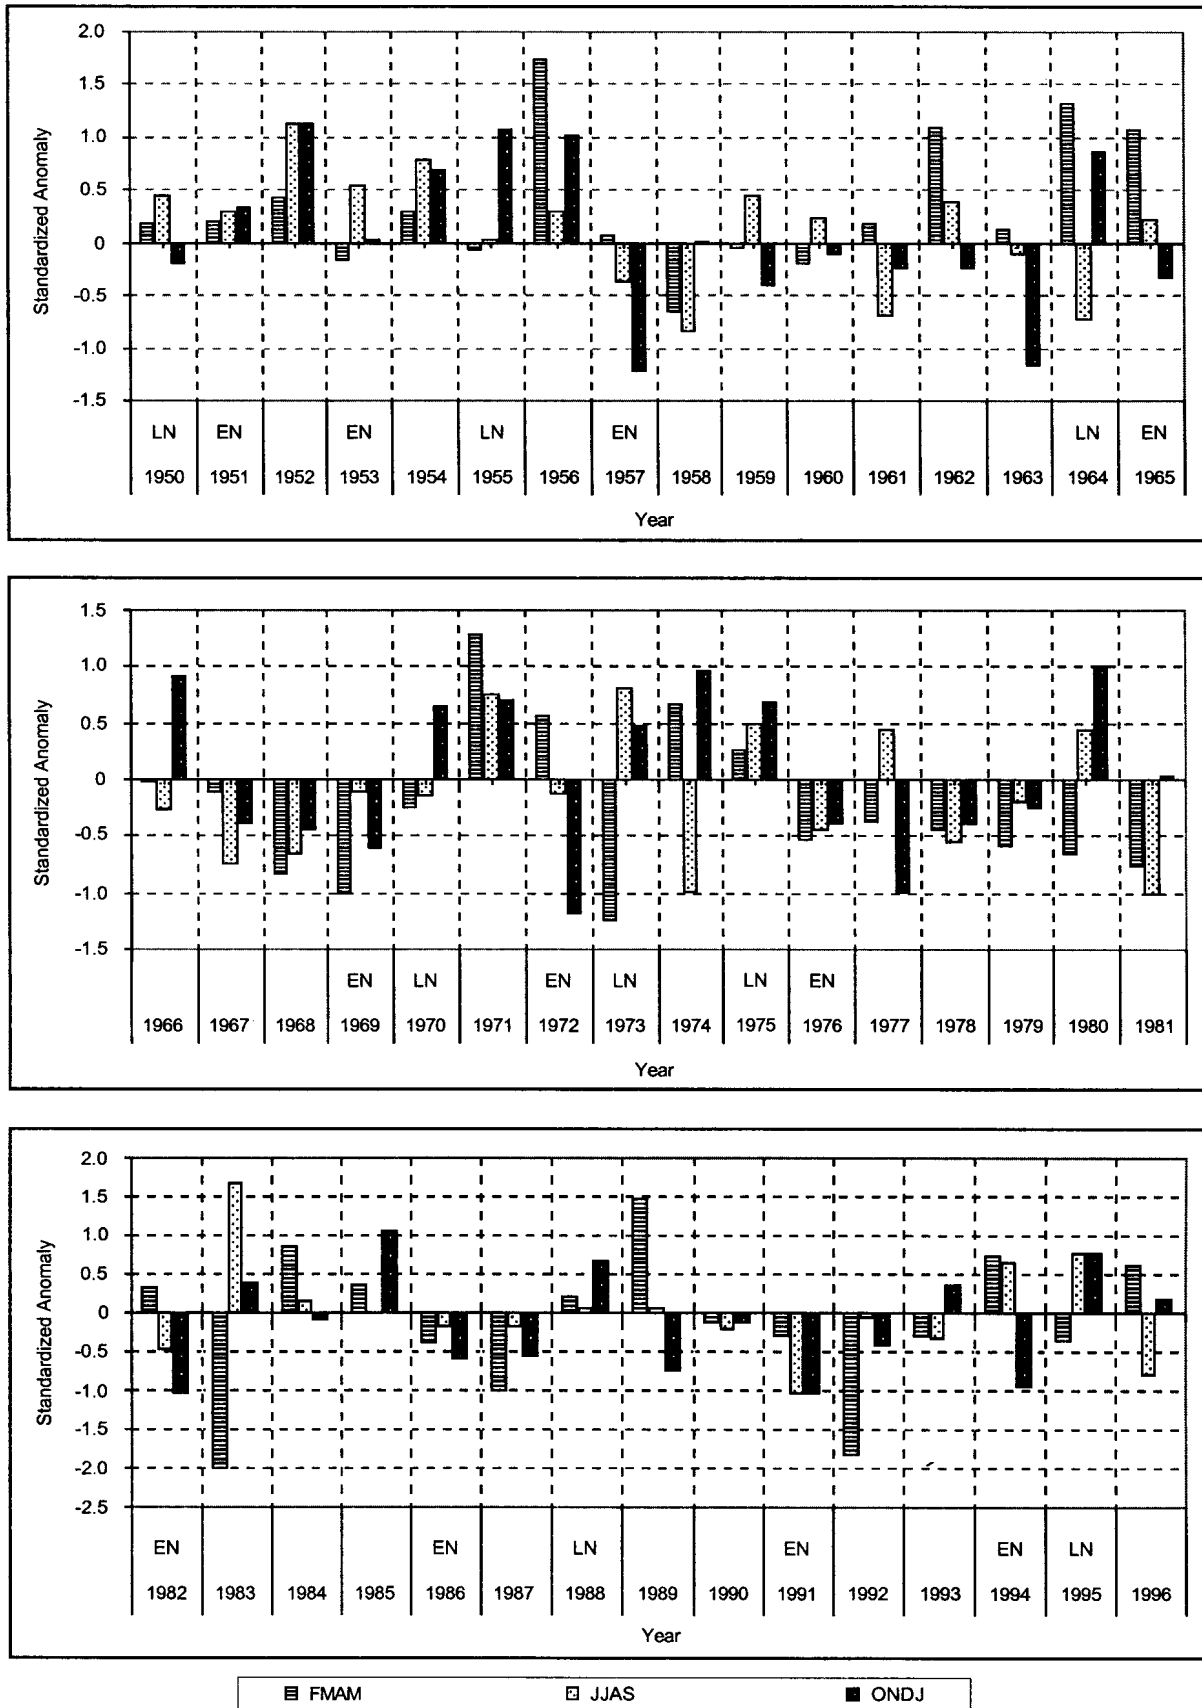 2.0
1.5
1.0
0.5
0
-0.5
-1.0
-1.5
Standardized Anomaly
LN EN EN LN EN LN EN
1950 1951 1952 1953 1954 1955 1956 1957 1958 1959 1960 1961 1962 1963 1964 1965
Year
1.5
1.0
0.5
0
-0.5
-1.0
-1.5
Standardized Anomaly
EN LN EN LN LN EN
1966 1967 1968 1969 1970 1971 1972 1973 1974 1975 1976 1977 1978 1979 1980 1981
Year
2.0
1.5
1.0
0.5
0
-0.5
-1.0
-1.5
-2.0
-2.5
Standardized Anomaly
EN EN LN EN EN LN
1982 1983 1984 1985 1986 1987 1988 1989 1990 1991 1992 1993 1994 1995 1996
Year
FMAM JJAS ONDJ